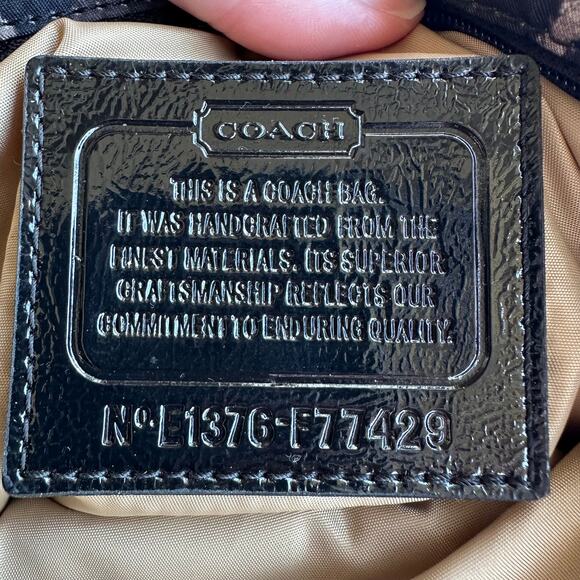 COACH
THIS IS A COACH BAG.
IT WAS HANDCRAFTED FROM THE
FINEST MATERIALS. ITS SUPERIOR
CRAFTSMANSHIP REFLECTS OUR
COMMITMENT TO ENDURING QUALITY.
Nº.E1376-F77429